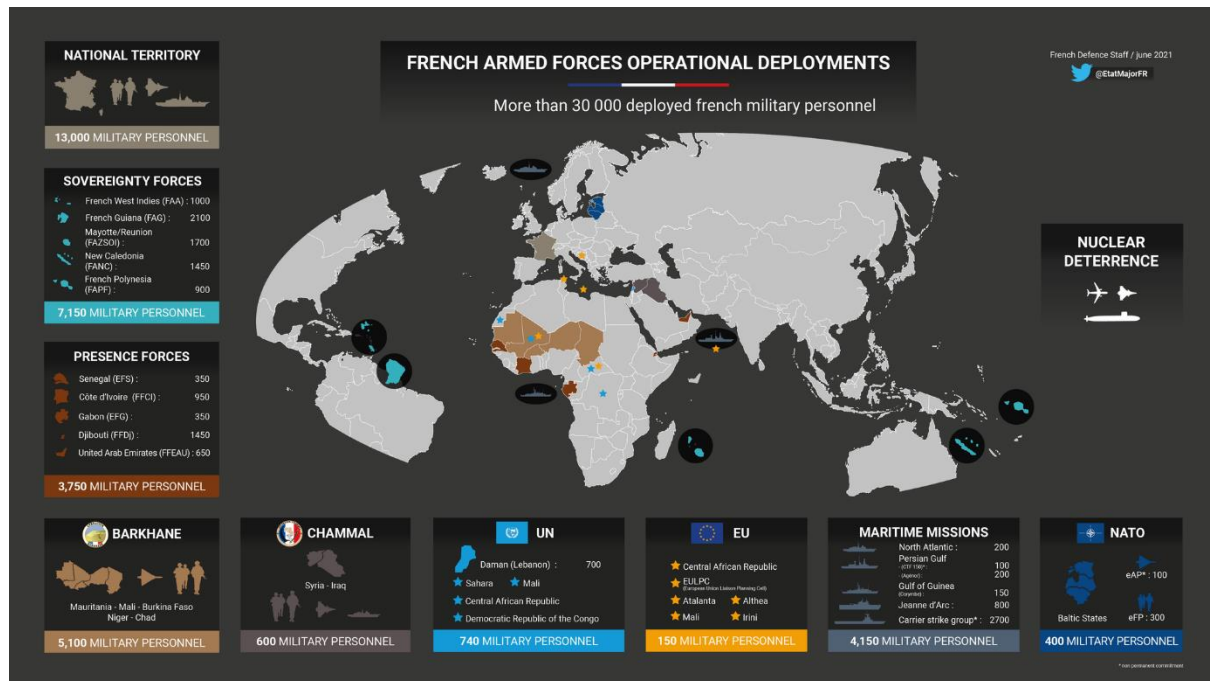 FRENCH ARMED FORCES OPERATIONAL DEPLOYMENTS
More than 30 000 deployed french military personnel
French Defence Staff / june 2021
@EtatMajorFR
NATIONAL TERRITORY
13,000 MILITARY PERSONNEL
SOVEREIGNTY FORCES
French West Indies (FAA) : 1000
French Guiana (FAG) : 2100
Mayotte/Reunion
(FAZSOI) : 1700
New Caledonia
(FANC) : 1450
French Polynesia
(FAPF) : 900
7,150 MILITARY PERSONNEL
PRESENCE FORCES
Senegal (EFS) : 350
Côte d'Ivoire (FFCI) : 950
Gabon (EFG) : 350
Djibouti (FFDj) : 1450
United Arab Emirates (FFEAU) : 650
3,750 MILITARY PERSONNEL
NUCLEAR
DETERRENCE
BARKHANE
Mauritania - Mali - Burkina Faso
Niger - Chad
5,100 MILITARY PERSONNEL
CHAMMAL
Syria - Iraq
600 MILITARY PERSONNEL
UN
Daman (Lebanon) : 700
Sahara Mali
Central African Republic
Democratic Republic of the Congo
740 MILITARY PERSONNEL
EU
Central African Republic
EULPC
(European Union Liaison Planning Cell)
Atalanta Althea
Mali Irini
150 MILITARY PERSONNEL
MARITIME MISSIONS
North Atlantic : 200
Persian Gulf
- (CTF 150)* : 100
- (Agénor) : 200
Gulf of Guinea
(Corymbe) : 150
Jeanne d'Arc : 800
Carrier strike group* : 2700
4,150 MILITARY PERSONNEL
NATO
eAP* : 100
Baltic States eFP : 300
400 MILITARY PERSONNEL
* non permanent commitment